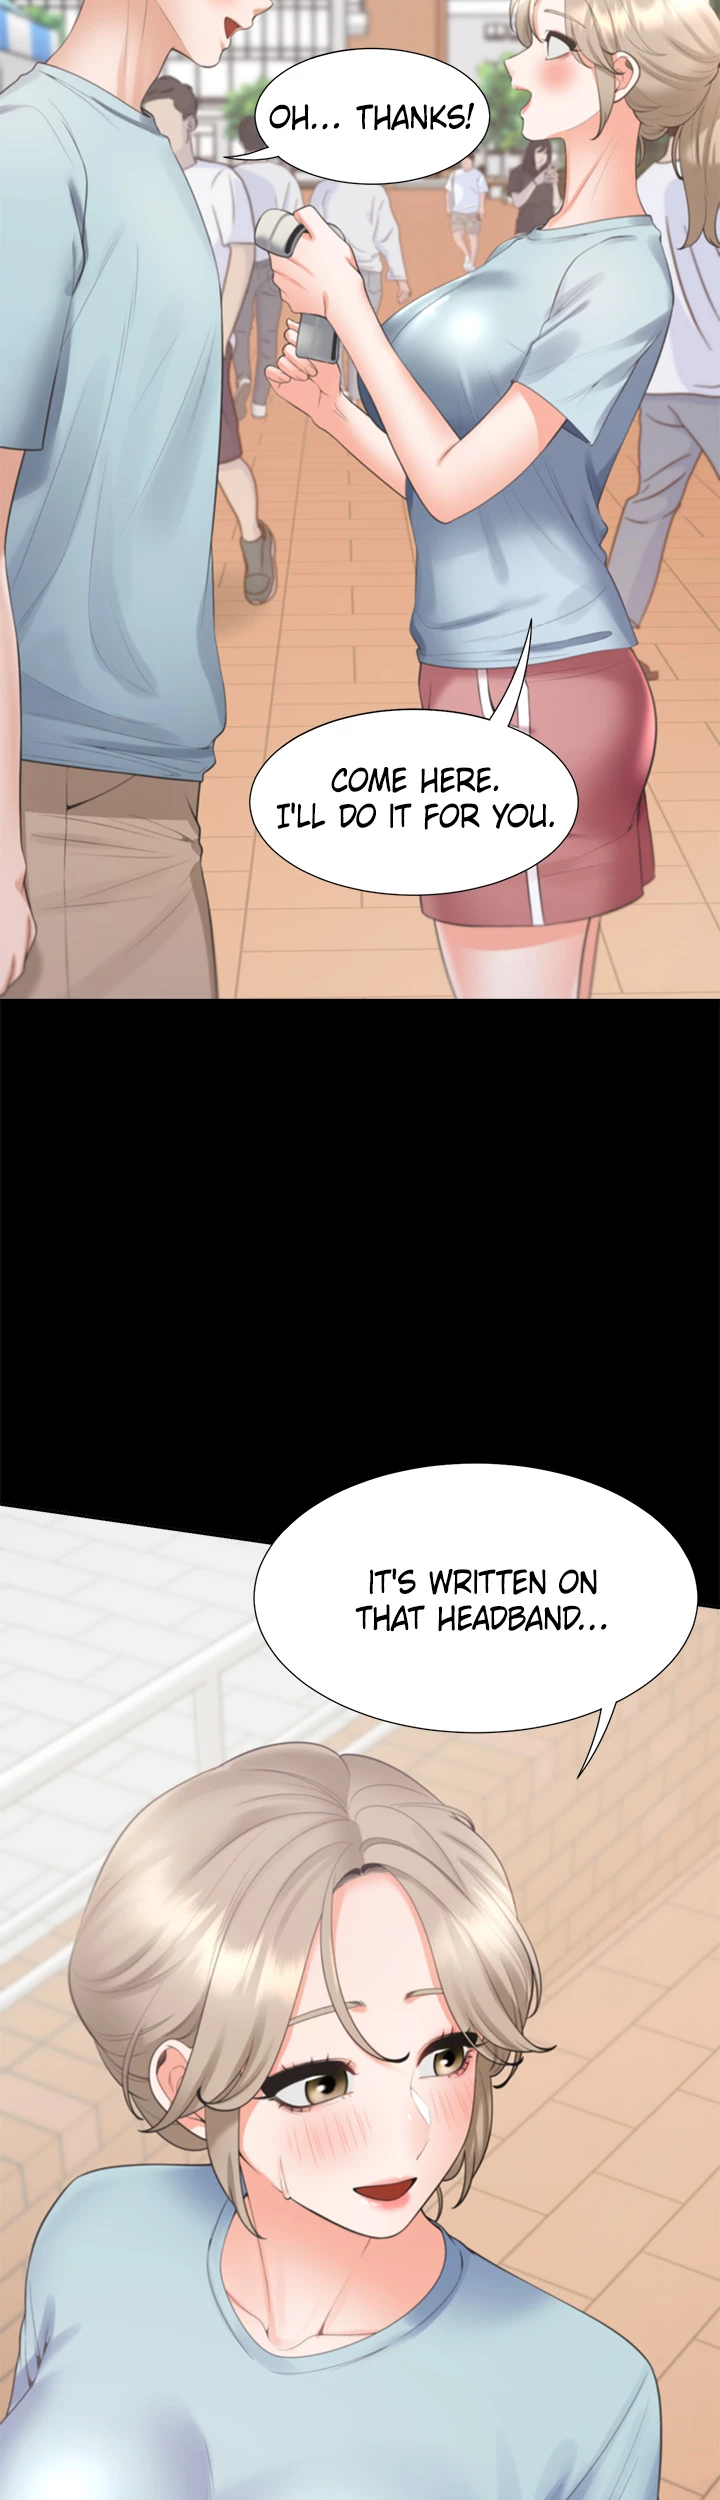 OH... THANKS!
COME HERE.
I'LL DO IT FOR YOU.
IT'S WRITTEN ON
THAT HEADBAND...